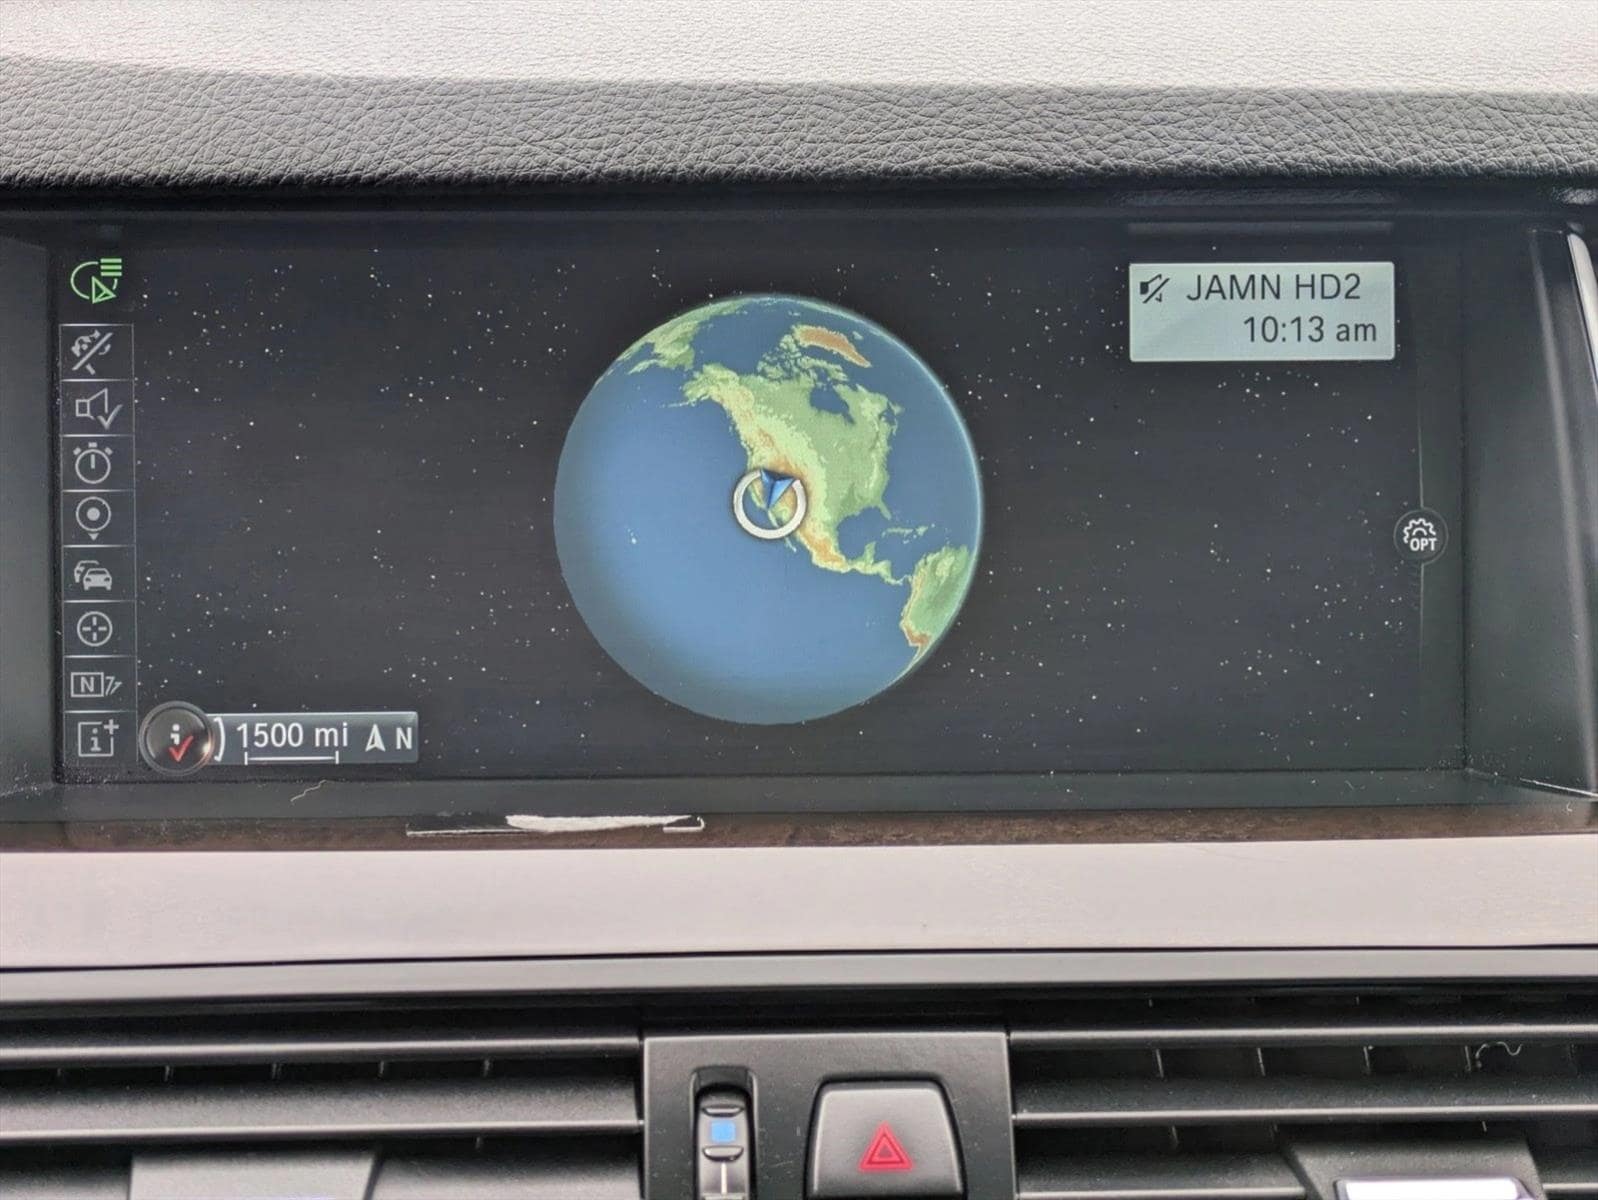 JAMN HD2
10:13 am
OPT
N
i
1500 mi N